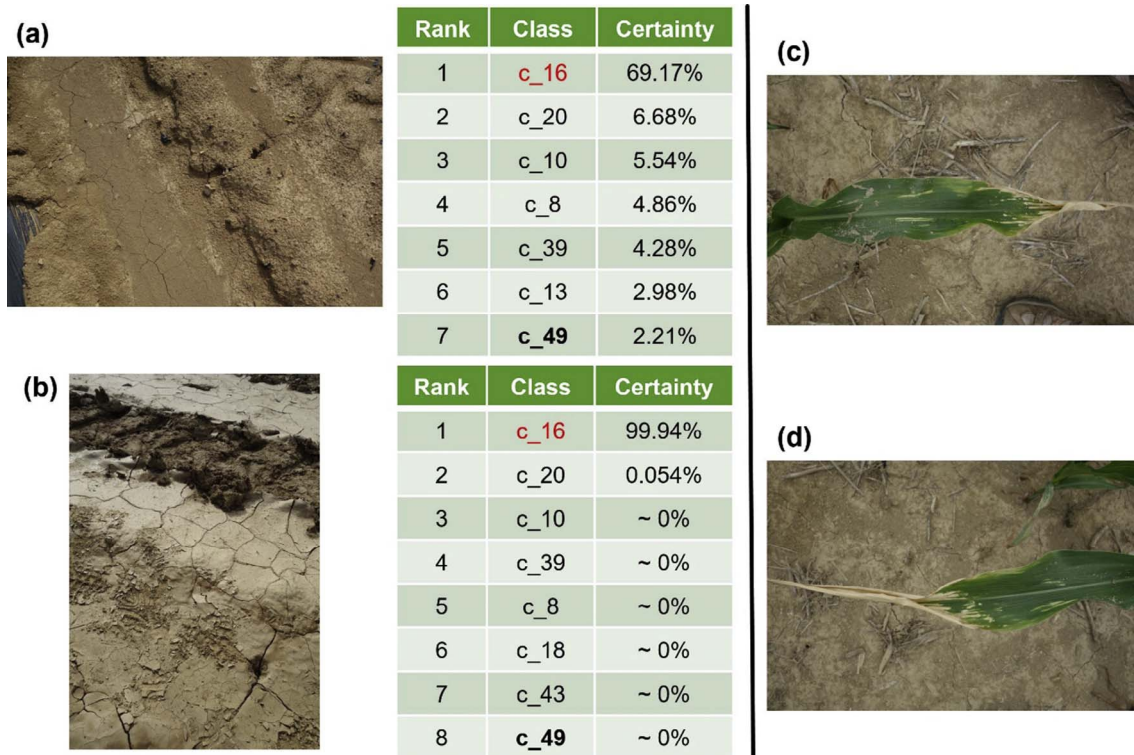 (a)
Rank Class Certainty
1 c_16 69.17%
2 c_20 6.68%
3 c_10 5.54%
4 c_8 4.86%
5 c_39 4.28%
6 c_13 2.98%
7 c_49 2.21%
(b)
Rank Class Certainty
1 c_16 99.94%
2 c_20 0.054%
3 c_10 ~ 0%
4 c_39 ~ 0%
5 c_8 ~ 0%
6 c_18 ~ 0%
7 c_43 ~ 0%
8 c_49 ~ 0%
(c)
(d)